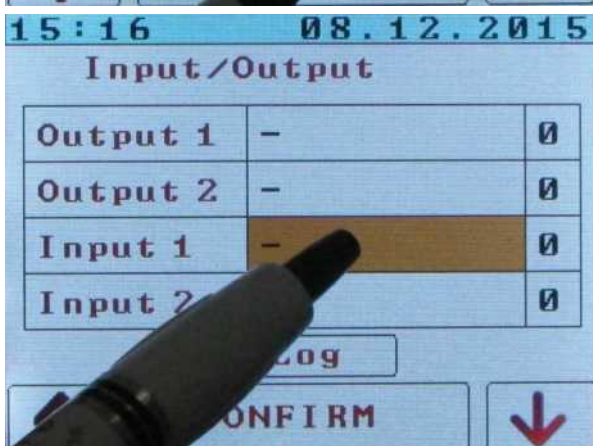 15:16 08.12.2015
Input/Output
Output 1 - 0
Output 2 - 0
Input 1 - 0
Input 2 0